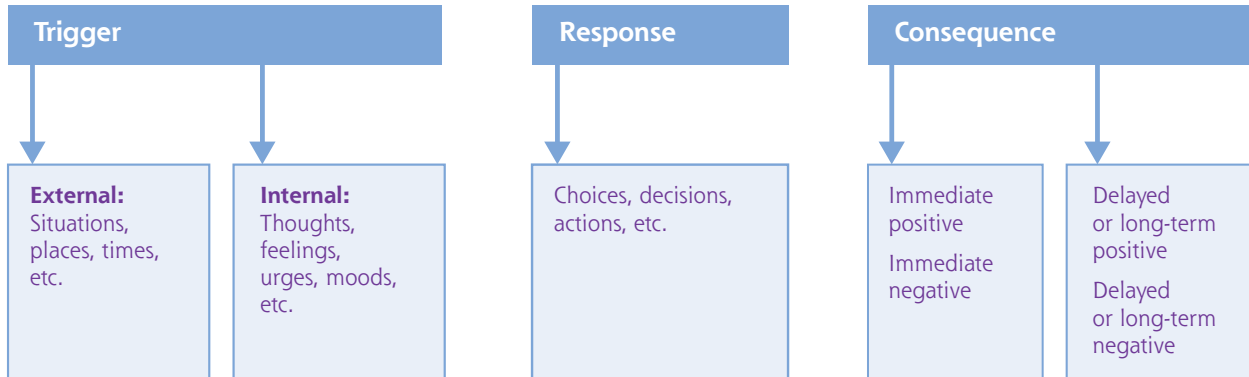 Trigger
Response
Consequence
External:
Situations,
places, times,
etc.
Internal:
Thoughts,
feelings,
urges, moods,
etc.
Choices, decisions,
actions, etc.
Immediate
positive
Immediate
negative
Delayed
or long-term
positive
Delayed
or long-term
negative